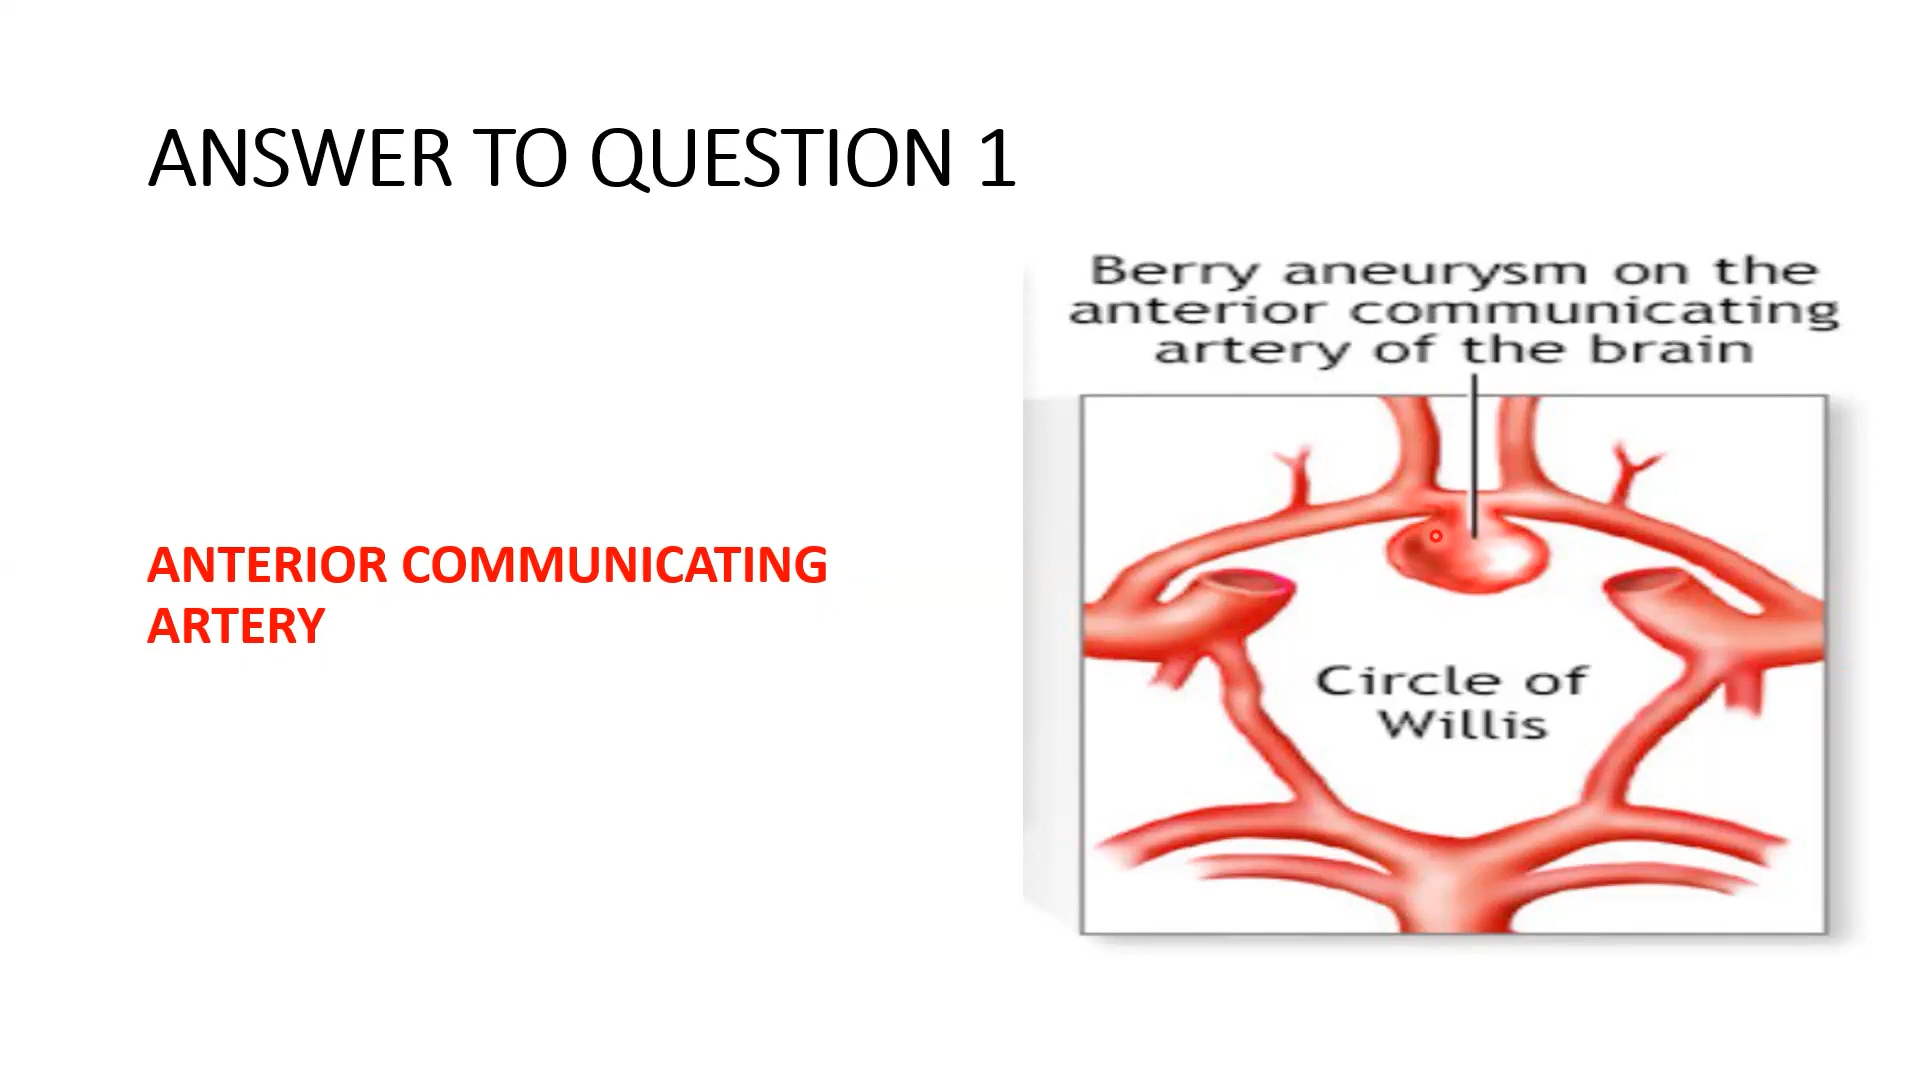 ANSWER TO QUESTION 1
Berry aneurysm on the
anterior communicating
artery of the brain
ANTERIOR COMMUNICATING
ARTERY
Circle of
Willis